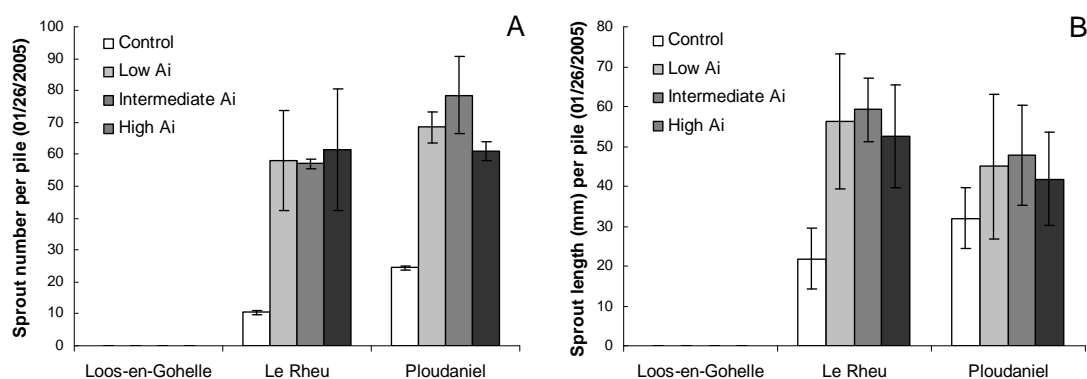 A
Sprout number per pile (01/26/2005)
100
90
80
70
60
50
40
30
20
10
0
Control
Low Ai
Intermediate Ai
High Ai
Loos-en-Gohelle Le Rheu Ploudaniel
B
Sprout length (mm) per pile (01/26/2005)
80
70
60
50
40
30
20
10
0
Control
Low Ai
Intermediate Ai
High Ai
Loos-en-Gohelle Le Rheu Ploudaniel